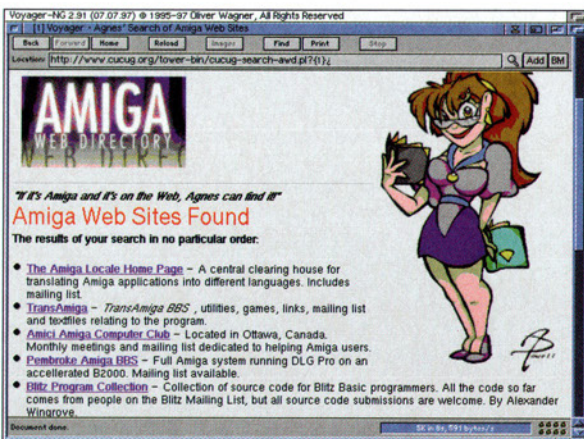 Voyager-NG 2.91 (07.07.97) © 1995-97 Oliver Wagner, All Rights Reserved
[1] Voyager · Agnes' Search of Amiga Web Sites
Back Forward Home Reload Images Find Print Stop
Location: http://www.cucug.org/tower-bin/cucug-search-awd.pl?{1}¿ Add BM
AMIGA
WEB DIRECTORY
"If it's Amiga and it's on the Web, Agnes can find it!"
Amiga Web Sites Found
The results of your search in no particular order:
● The Amiga Locale Home Page – A central clearing house for
translating Amiga applications into different languages. Includes
mailing list.
● TransAmiga – TransAmiga BBS , utilities, games, links, mailing list
and textfiles relating to the program.
● Amici Amiga Computer Club – Located in Ottawa, Canada.
Monthly meetings and mailing list dedicated to helping Amiga users.
● Pembroke Amiga BBS – Full Amiga system running DLG Pro on an
accellerated B2000. Mailing list available.
● Blitz Program Collection – Collection of source code for Blitz Basic programmers. All the code so far
comes from people on the Blitz Mailing List, but all source code submissions are welcome. By Alexander
Wingrove.
Document done.